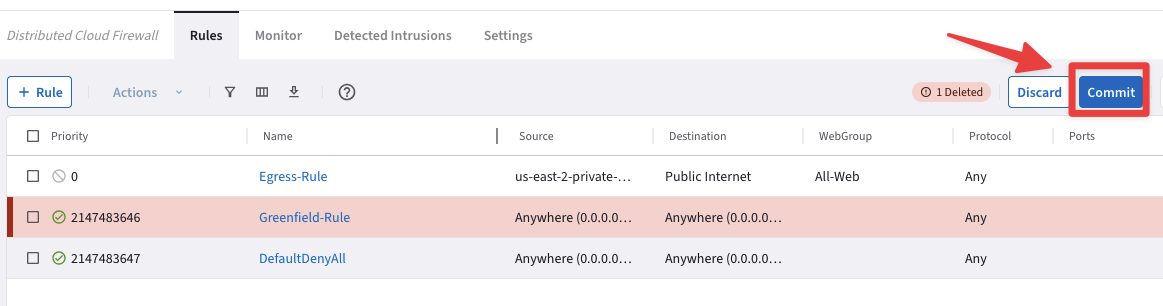 Distributed Cloud Firewall Rules Monitor Detected Intrusions Settings
+ Rule Actions 1 Deleted Discard Commit
Priority Name Source Destination WebGroup Protocol Ports
0 Egress-Rule us-east-2-private-... Public Internet All-Web Any
2147483646 Greenfield-Rule Anywhere (0.0.0.0... Anywhere (0.0.0.0... Any
2147483647 DefaultDenyAll Anywhere (0.0.0.0... Anywhere (0.0.0.0... Any